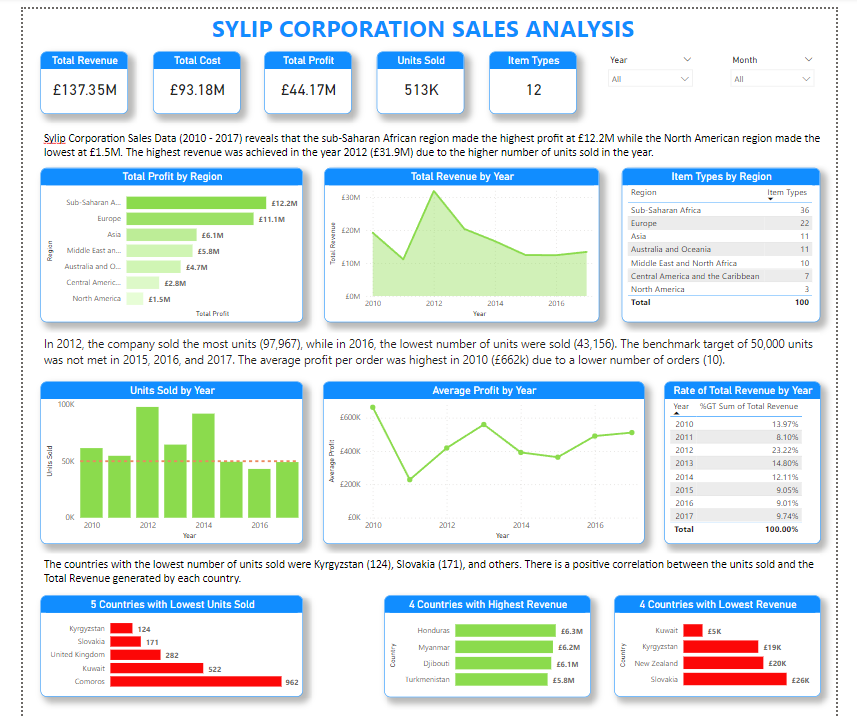 SYLIP CORPORATION SALES ANALYSIS
Total Revenue
£137.35M
Total Cost
£93.18M
Total Profit
£44.17M
Units Sold
513K
Item Types
12
Year
All
Month
All
Sylip Corporation Sales Data (2010 - 2017) reveals that the sub-Saharan African region made the highest profit at £12.2M while the North American region made the
lowest at £1.5M. The highest revenue was achieved in the year 2012 (£31.9M) due to the higher number of units sold in the year.
Total Profit by Region
Region
Sub-Saharan A... £12.2M
Europe £11.1M
Asia £6.1M
Middle East an... £5.8M
Australia and O... £4.7M
Central Americ... £2.8M
North America £1.5M
Total Profit
Total Revenue by Year
Total Revenue
£30M
£20M
£10M
£0M
2010 2012 2014 2016
Year
Item Types by Region
Region Item Types
Sub-Saharan Africa 36
Europe 22
Asia 11
Australia and Oceania 11
Middle East and North Africa 10
Central America and the Caribbean 7
North America 3
Total 100
In 2012, the company sold the most units (97,967), while in 2016, the lowest number of units were sold (43,156). The benchmark target of 50,000 units
was not met in 2015, 2016, and 2017. The average profit per order was highest in 2010 (£662k) due to a lower number of orders (10).
Units Sold by Year
Units Sold
100K
50K
0K
2010 2012 2014 2016
Year
Average Profit by Year
Average Profit
£600K
£400K
£200K
£0K
2010 2012 2014 2016
Year
Rate of Total Revenue by Year
Year %GT Sum of Total Revenue
2010 13.97%
2011 8.10%
2012 23.22%
2013 14.80%
2014 12.11%
2015 9.05%
2016 9.01%
2017 9.74%
Total 100.00%
The countries with the lowest number of units sold were Kyrgyzstan (124), Slovakia (171), and others. There is a positive correlation between the units sold and the
Total Revenue generated by each country.
5 Countries with Lowest Units Sold
Kyrgyzstan 124
Slovakia 171
United Kingdom 282
Kuwait 522
Comoros 962
4 Countries with Highest Revenue
Country
Honduras £6.3M
Myanmar £6.2M
Djibouti £6.1M
Turkmenistan £5.8M
4 Countries with Lowest Revenue
Country
Kuwait £5K
Kyrgyzstan £19K
New Zealand £20K
Slovakia £26K